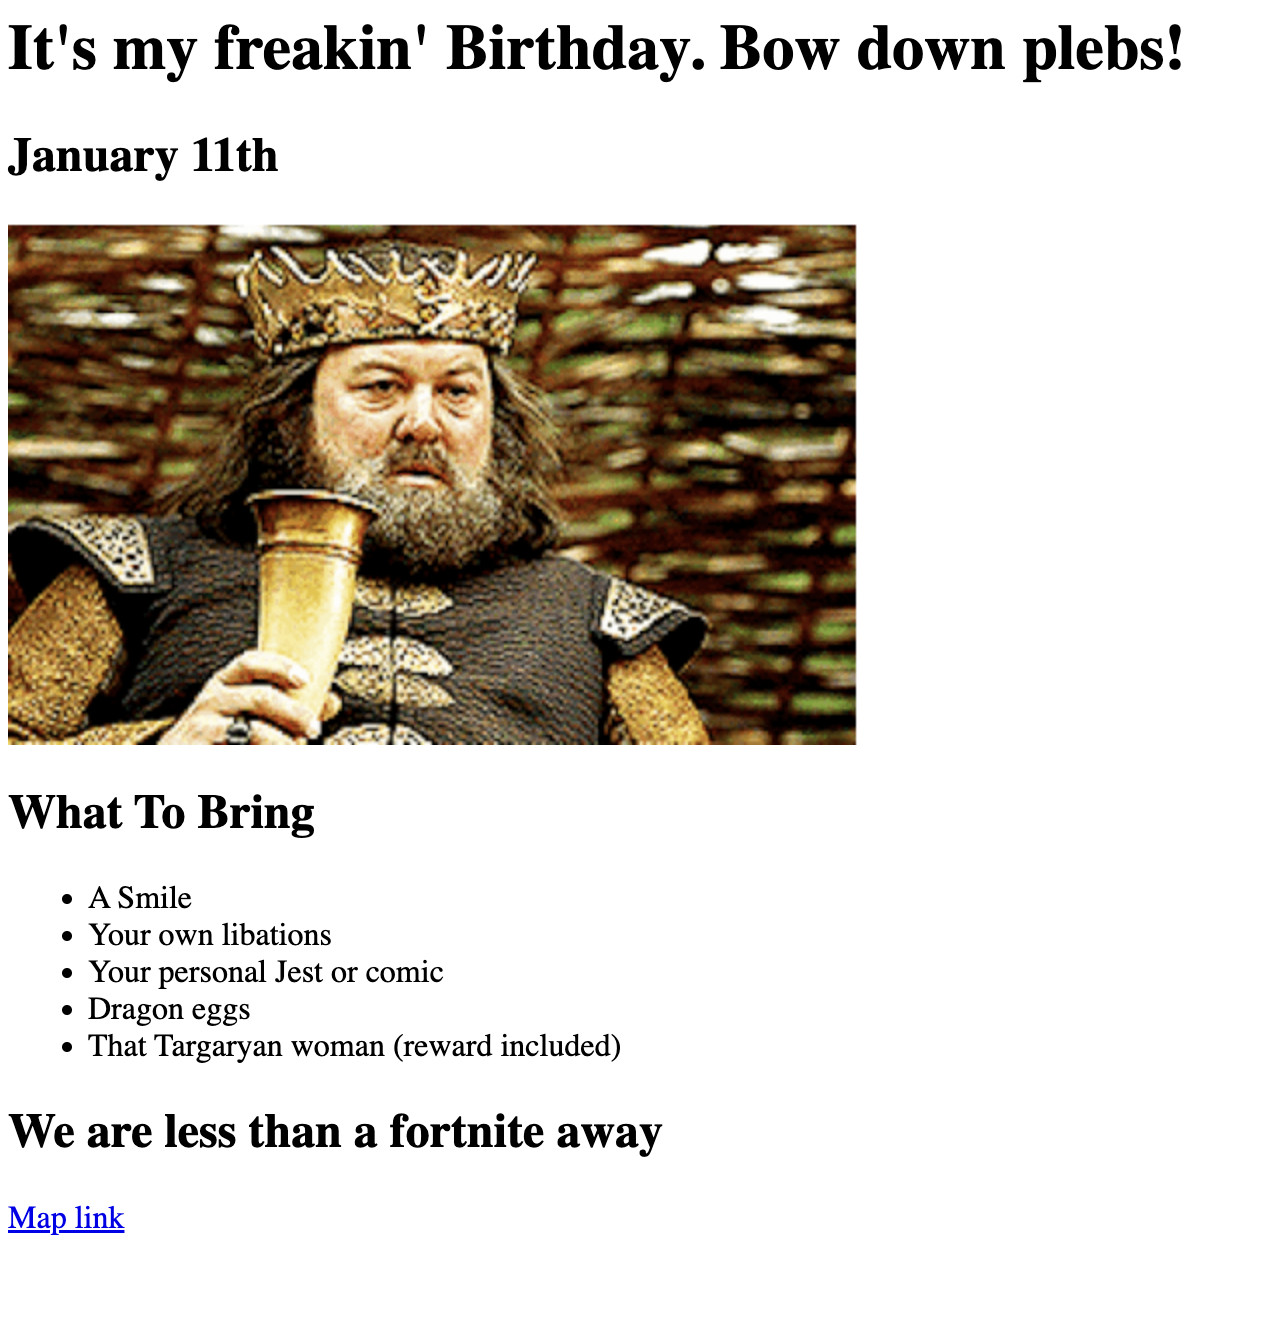 It's my freakin' Birthday. Bow down plebs!
January 11th
What To Bring
A Smile
Your own libations
Your personal Jest or comic
Dragon eggs
That Targaryan woman (reward included)
We are less than a fortnite away
Map link